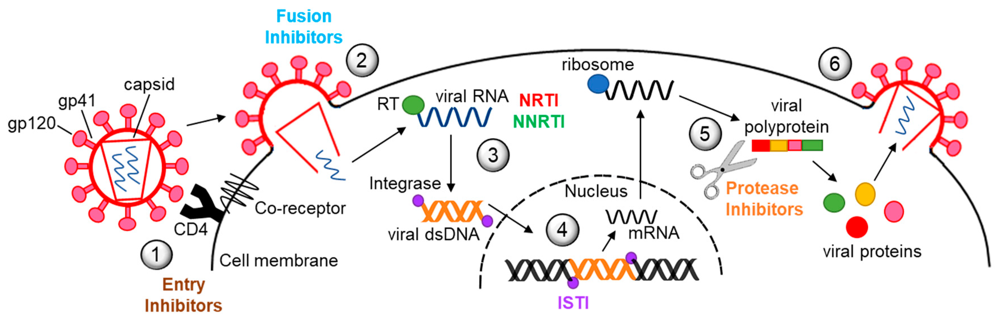 Fusion
Inhibitors
2
capsid
gp41
gp120
CD4
Co-receptor
1
Cell membrane
Entry
Inhibitors
RT
viral RNA
NRTI
NNRTI
3
Integrase
viral dsDNA
Nucleus
4
mRNA
ISTI
ribosome
5
viral
polyprotein
Protease
Inhibitors
viral proteins
6